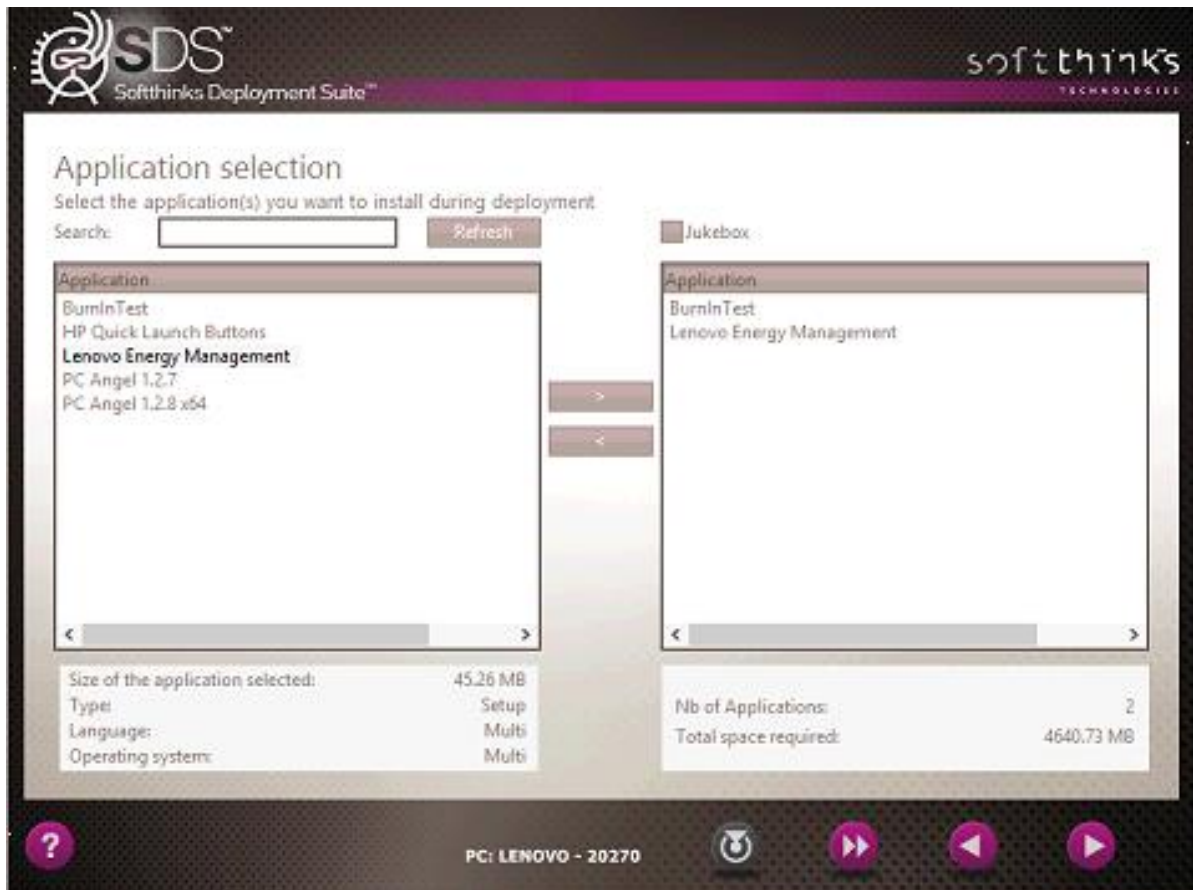 SDS™
Softthinks Deployment Suite™
softthinks
TECHNOLOGIES
Application selection
Select the application(s) you want to install during deployment
Search:
Refresh
Jukebox
Application
BurnInTest
HP Quick Launch Buttons
Lenovo Energy Management
PC Angel 1.2.7
PC Angel 1.2.8 x64
>
<
Application
BurnInTest
Lenovo Energy Management
Size of the application selected: 45.26 MB
Type: Setup
Language: Multi
Operating system: Multi
Nb of Applications: 2
Total space required: 4640.73 MB
?
PC: LENOVO - 20270